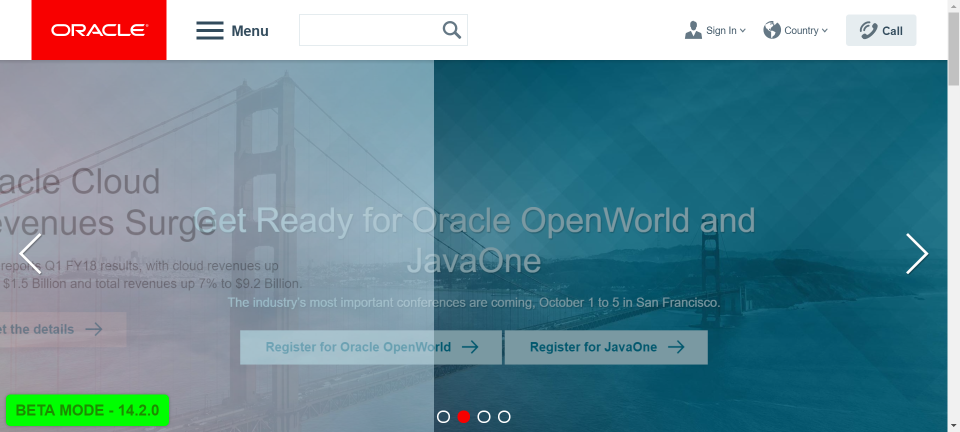 ORACLE
Menu
Sign In
Country
Call
acle Cloud
evenues Surge
reports Q1 FY18 results, with cloud revenues up
$1.5 Billion and total revenues up 7% to $9.2 Billion.
et the details
Get Ready for Oracle OpenWorld and
JavaOne
The industry's most important conferences are coming, October 1 to 5 in San Francisco.
Register for Oracle OpenWorld
Register for JavaOne
BETA MODE - 14.2.0